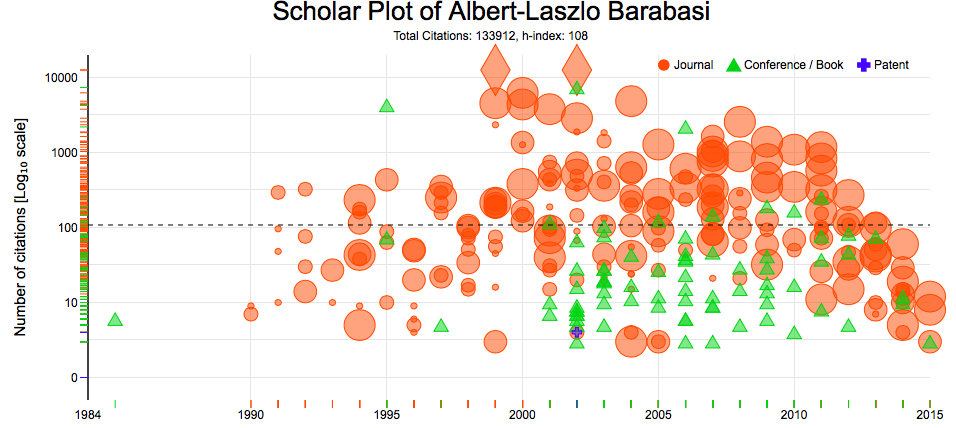 Scholar Plot of Albert-Laszlo Barabasi
Total Citations: 133912, h-index: 108
Journal Conference / Book Patent
Number of citations [Log10 scale]
10000
1000
100
10
0
1984 1990 1995 2000 2005 2010 2015